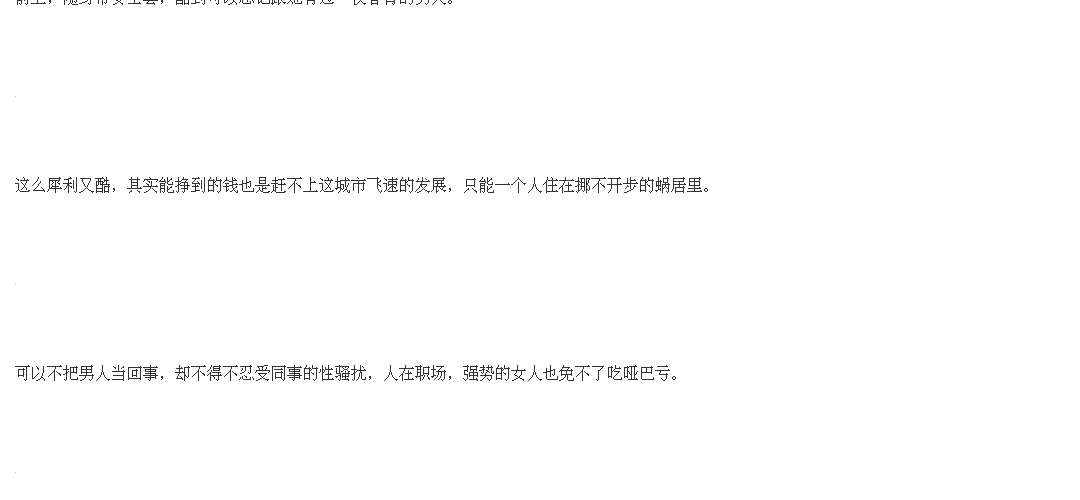 这么犀利又酷，其实能挣到的钱也是赶不上这城市飞速的发展，只能一个人住在挪不开步的蜗居里。
可以不把男人当回事，却不得不忍受同事的性骚扰，人在职场，强势的女人也免不了吃哑巴亏。